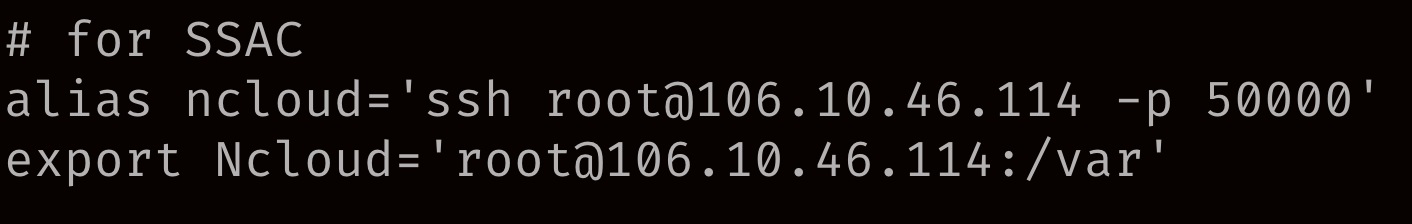 # for SSAC
alias ncloud='ssh root@106.10.46.114 -p 50000'
export Ncloud='root@106.10.46.114:/var'